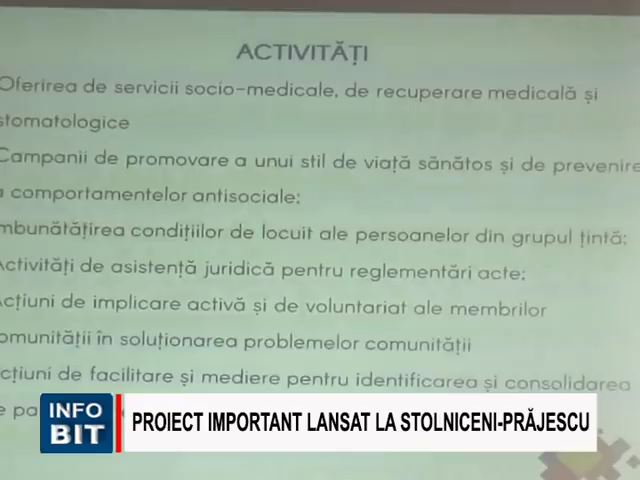 ACTIVITĂȚI
Oferirea de servicii socio-medicale, de recuperare medicală și
stomatologice
Campanii de promovare a unui stil de viață sănătos și de prevenire
a comportamentelor antisociale;
mbunătățirea condițiilor de locuit ale persoanelor din grupul țintă;
Activități de asistență juridică pentru reglementări acte;
Acțiuni de implicare activă și de voluntariat ale membrilor
omunității în soluționarea problemelor comunității
cțiuni de facilitare și mediere pentru identificarea și consolidarea
e pa
INFO
BIT
PROIECT IMPORTANT LANSAT LA STOLNICENI-PRĂJESCU